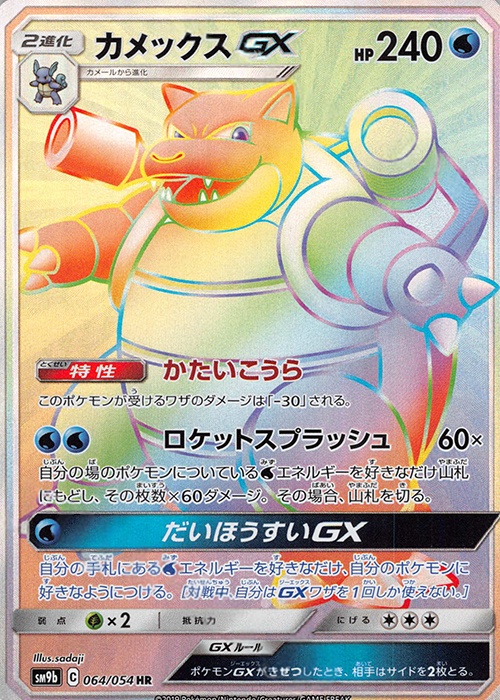 2進化 カメックスGX HP240
カメールから進化
特性 かたいこうら
このポケモンが受けるワザのダメージは「-30」される。
ロケットスプラッシュ 60×
自分の場のポケモンについているエネルギーを好きなだけ山札
にもどし、その枚数×60ダメージ。その場合、山札を切る。
だいほうすいGX
自分の手札にあるエネルギーを好きなだけ、自分のポケモンに
好きなようにつける。[対戦中、自分はGXワザを1回しか使えない。]
弱点 ×2 抵抗力 にげる
GXルール
ポケモンGXがきぜつしたとき、相手はサイドを2枚とる。
Illus.sadaji
sm9b C 064/054 HR
©2019 Pokémon/Nintendo/Creatures/GAME FREAK